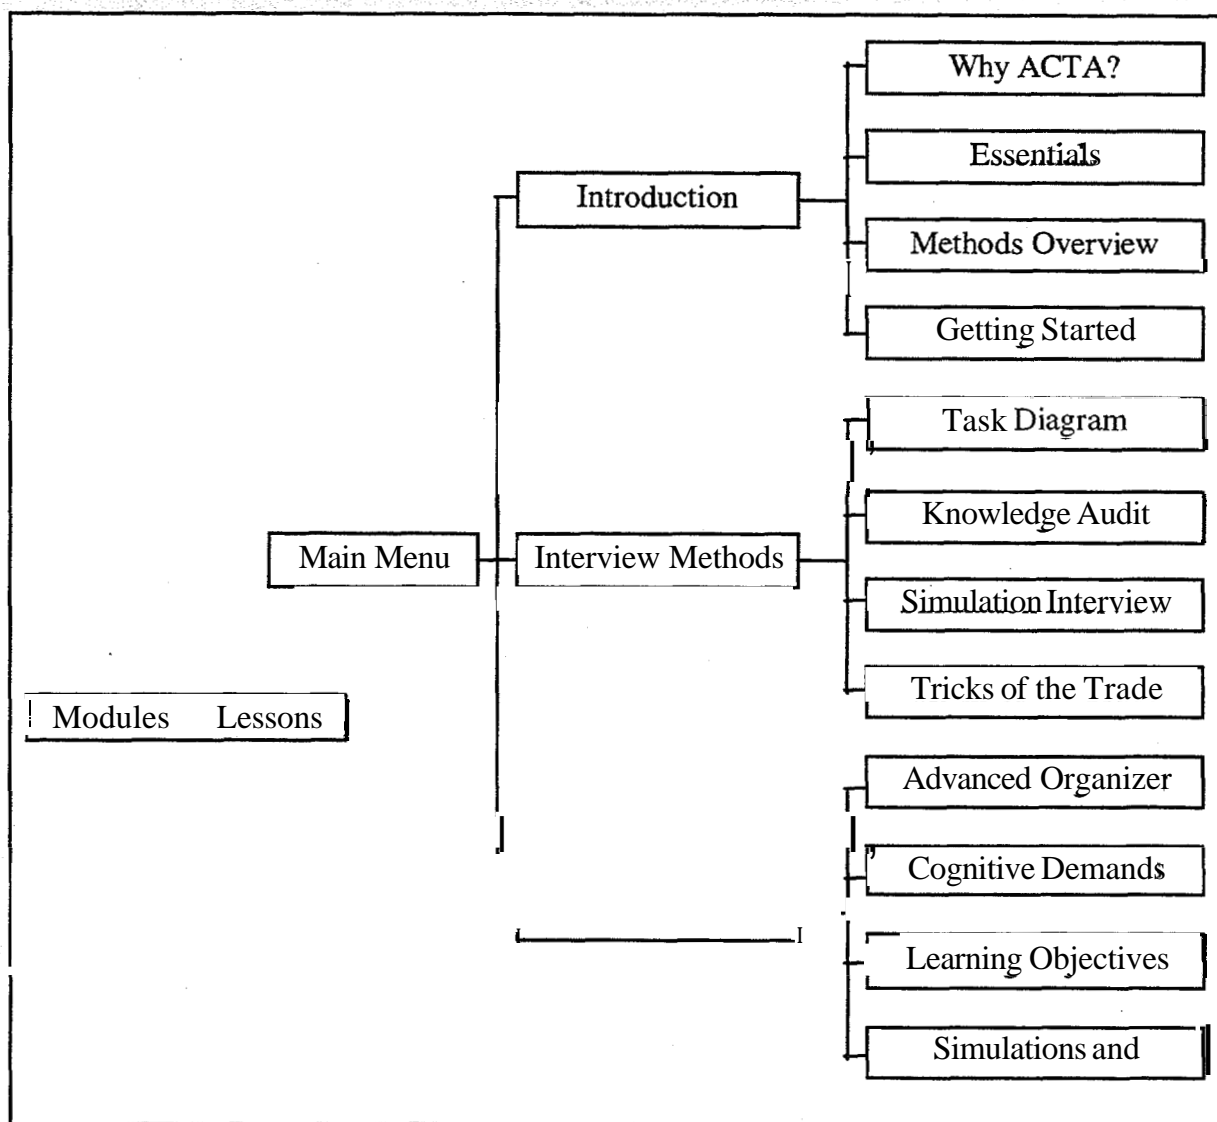 Why ACTA?
Essentials
Introduction
Methods Overview
Getting Started
Task Diagram
Knowledge Audit
Main Menu
Interview Methods
Simulation Interview
Tricks of the Trade
Modules Lessons
Advanced Organizer
Cognitive Demands
Learning Objectives
Simulations and